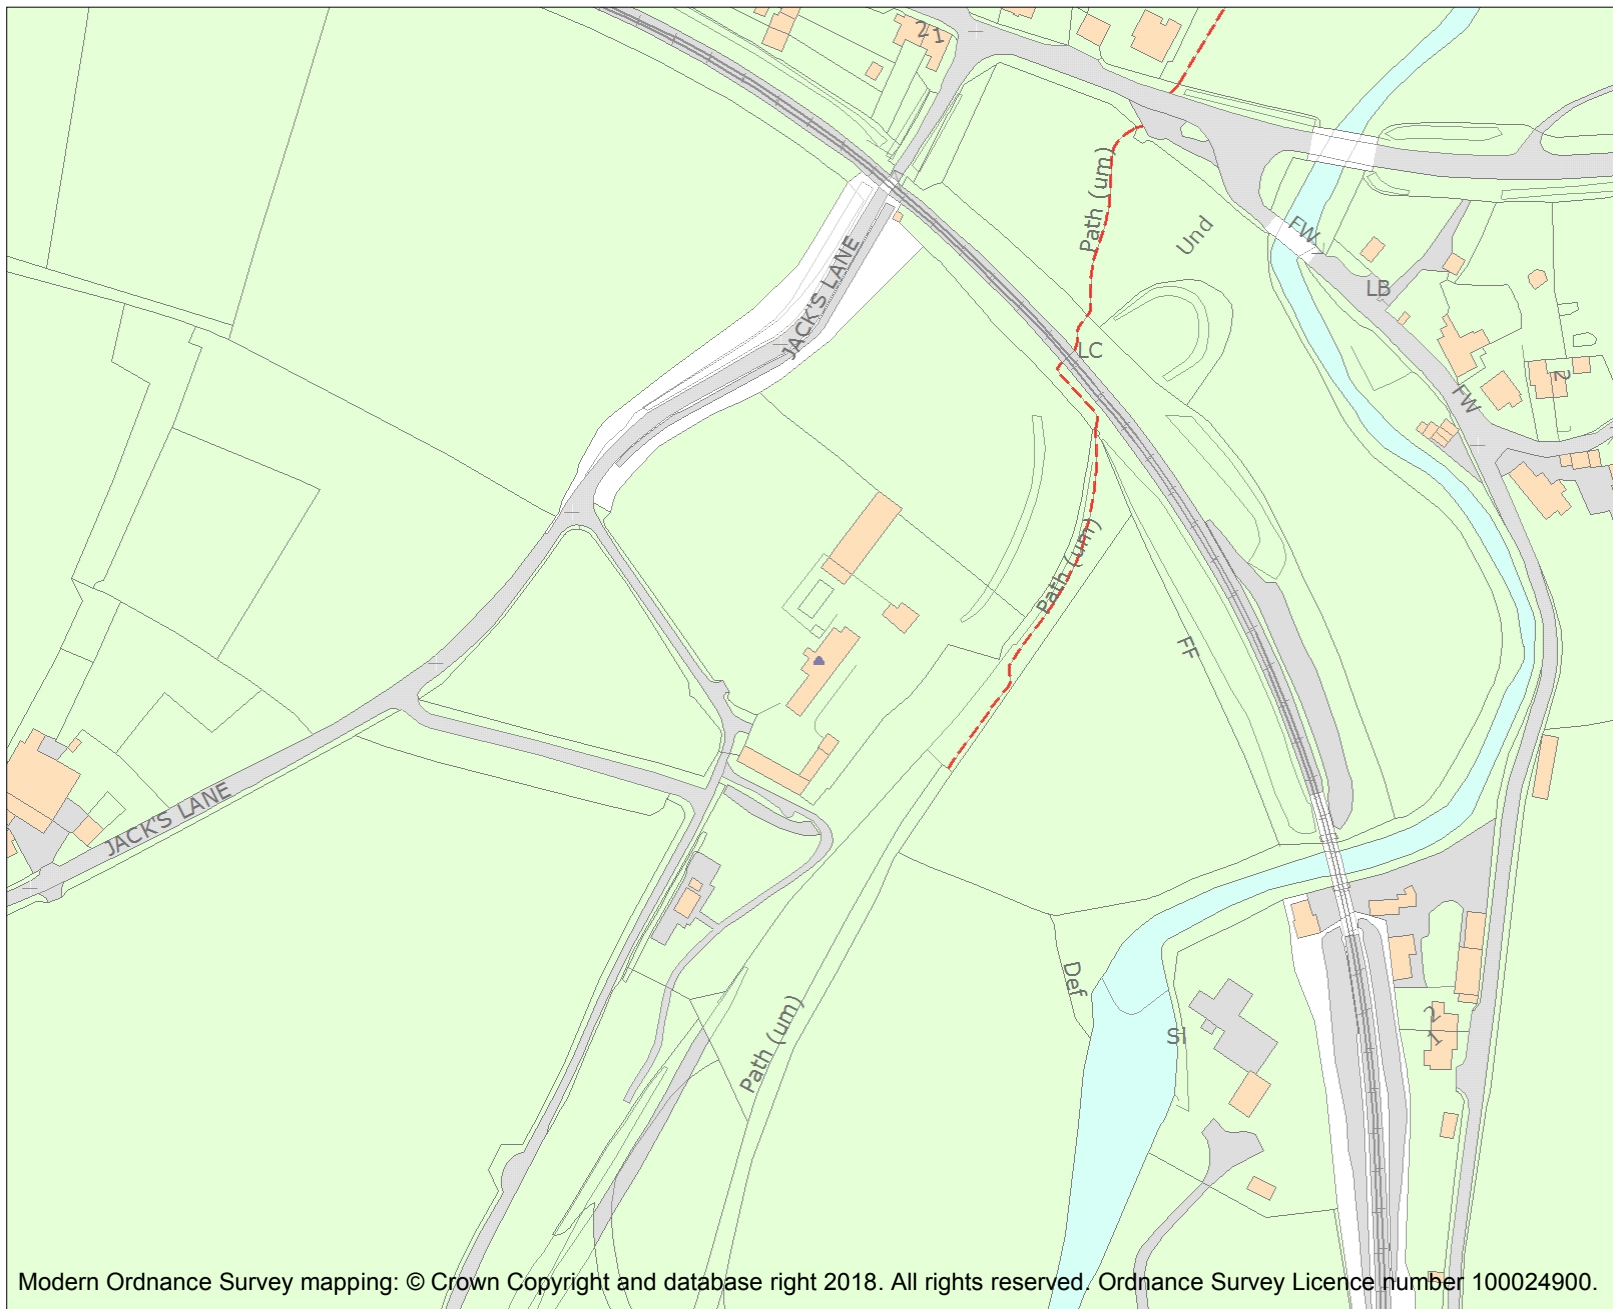 21
Path (um)
Und
FW
LB
JACK'S LANE
LC
2
FW
Path (um)
FF
JACK'S LANE
Def
Path (um)
Sl
2
1
Modern Ordnance Survey mapping: © Crown Copyright and database right 2018. All rights reserved. Ordnance Survey Licence number 100024900.